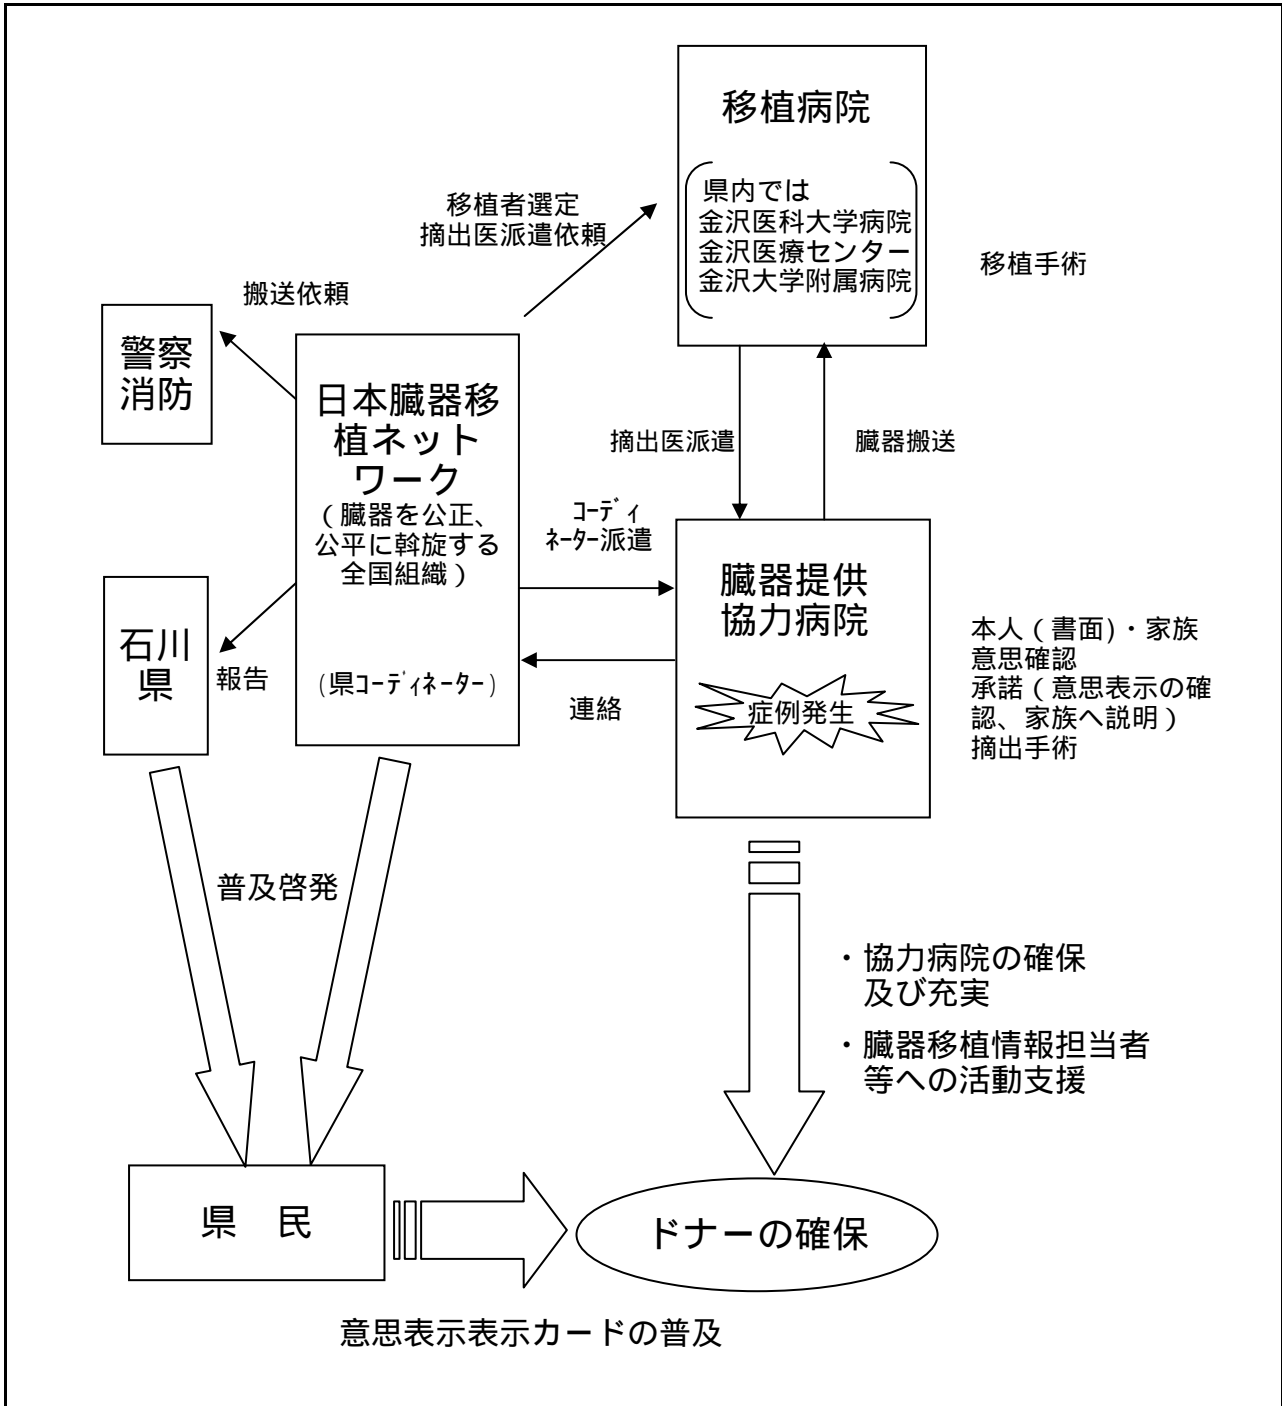 移植病院
県内では
金沢医科大学病院
金沢医療センター
金沢大学附属病院
移植者選定
摘出医派遣依頼
移植手術
搬送依頼
警察
消防
日本臓器移
植ネット
ワーク
（臓器を公正、
公平に斡旋する
全国組織）
(県ｺｰﾃﾞｨﾈｰﾀｰ)
摘出医派遣
臓器搬送
ｺｰﾃﾞｨ
ﾈｰﾀｰ派遣
臓器提供
協力病院
症例発生
連絡
石川
県
報告
本人（書面)・家族
意思確認
承諾（意思表示の確
認、家族へ説明）
摘出手術
普及啓発
・協力病院の確保
及び充実
・臓器移植情報担当者
等への活動支援
県　民
ドナーの確保
意思表示表示カードの普及